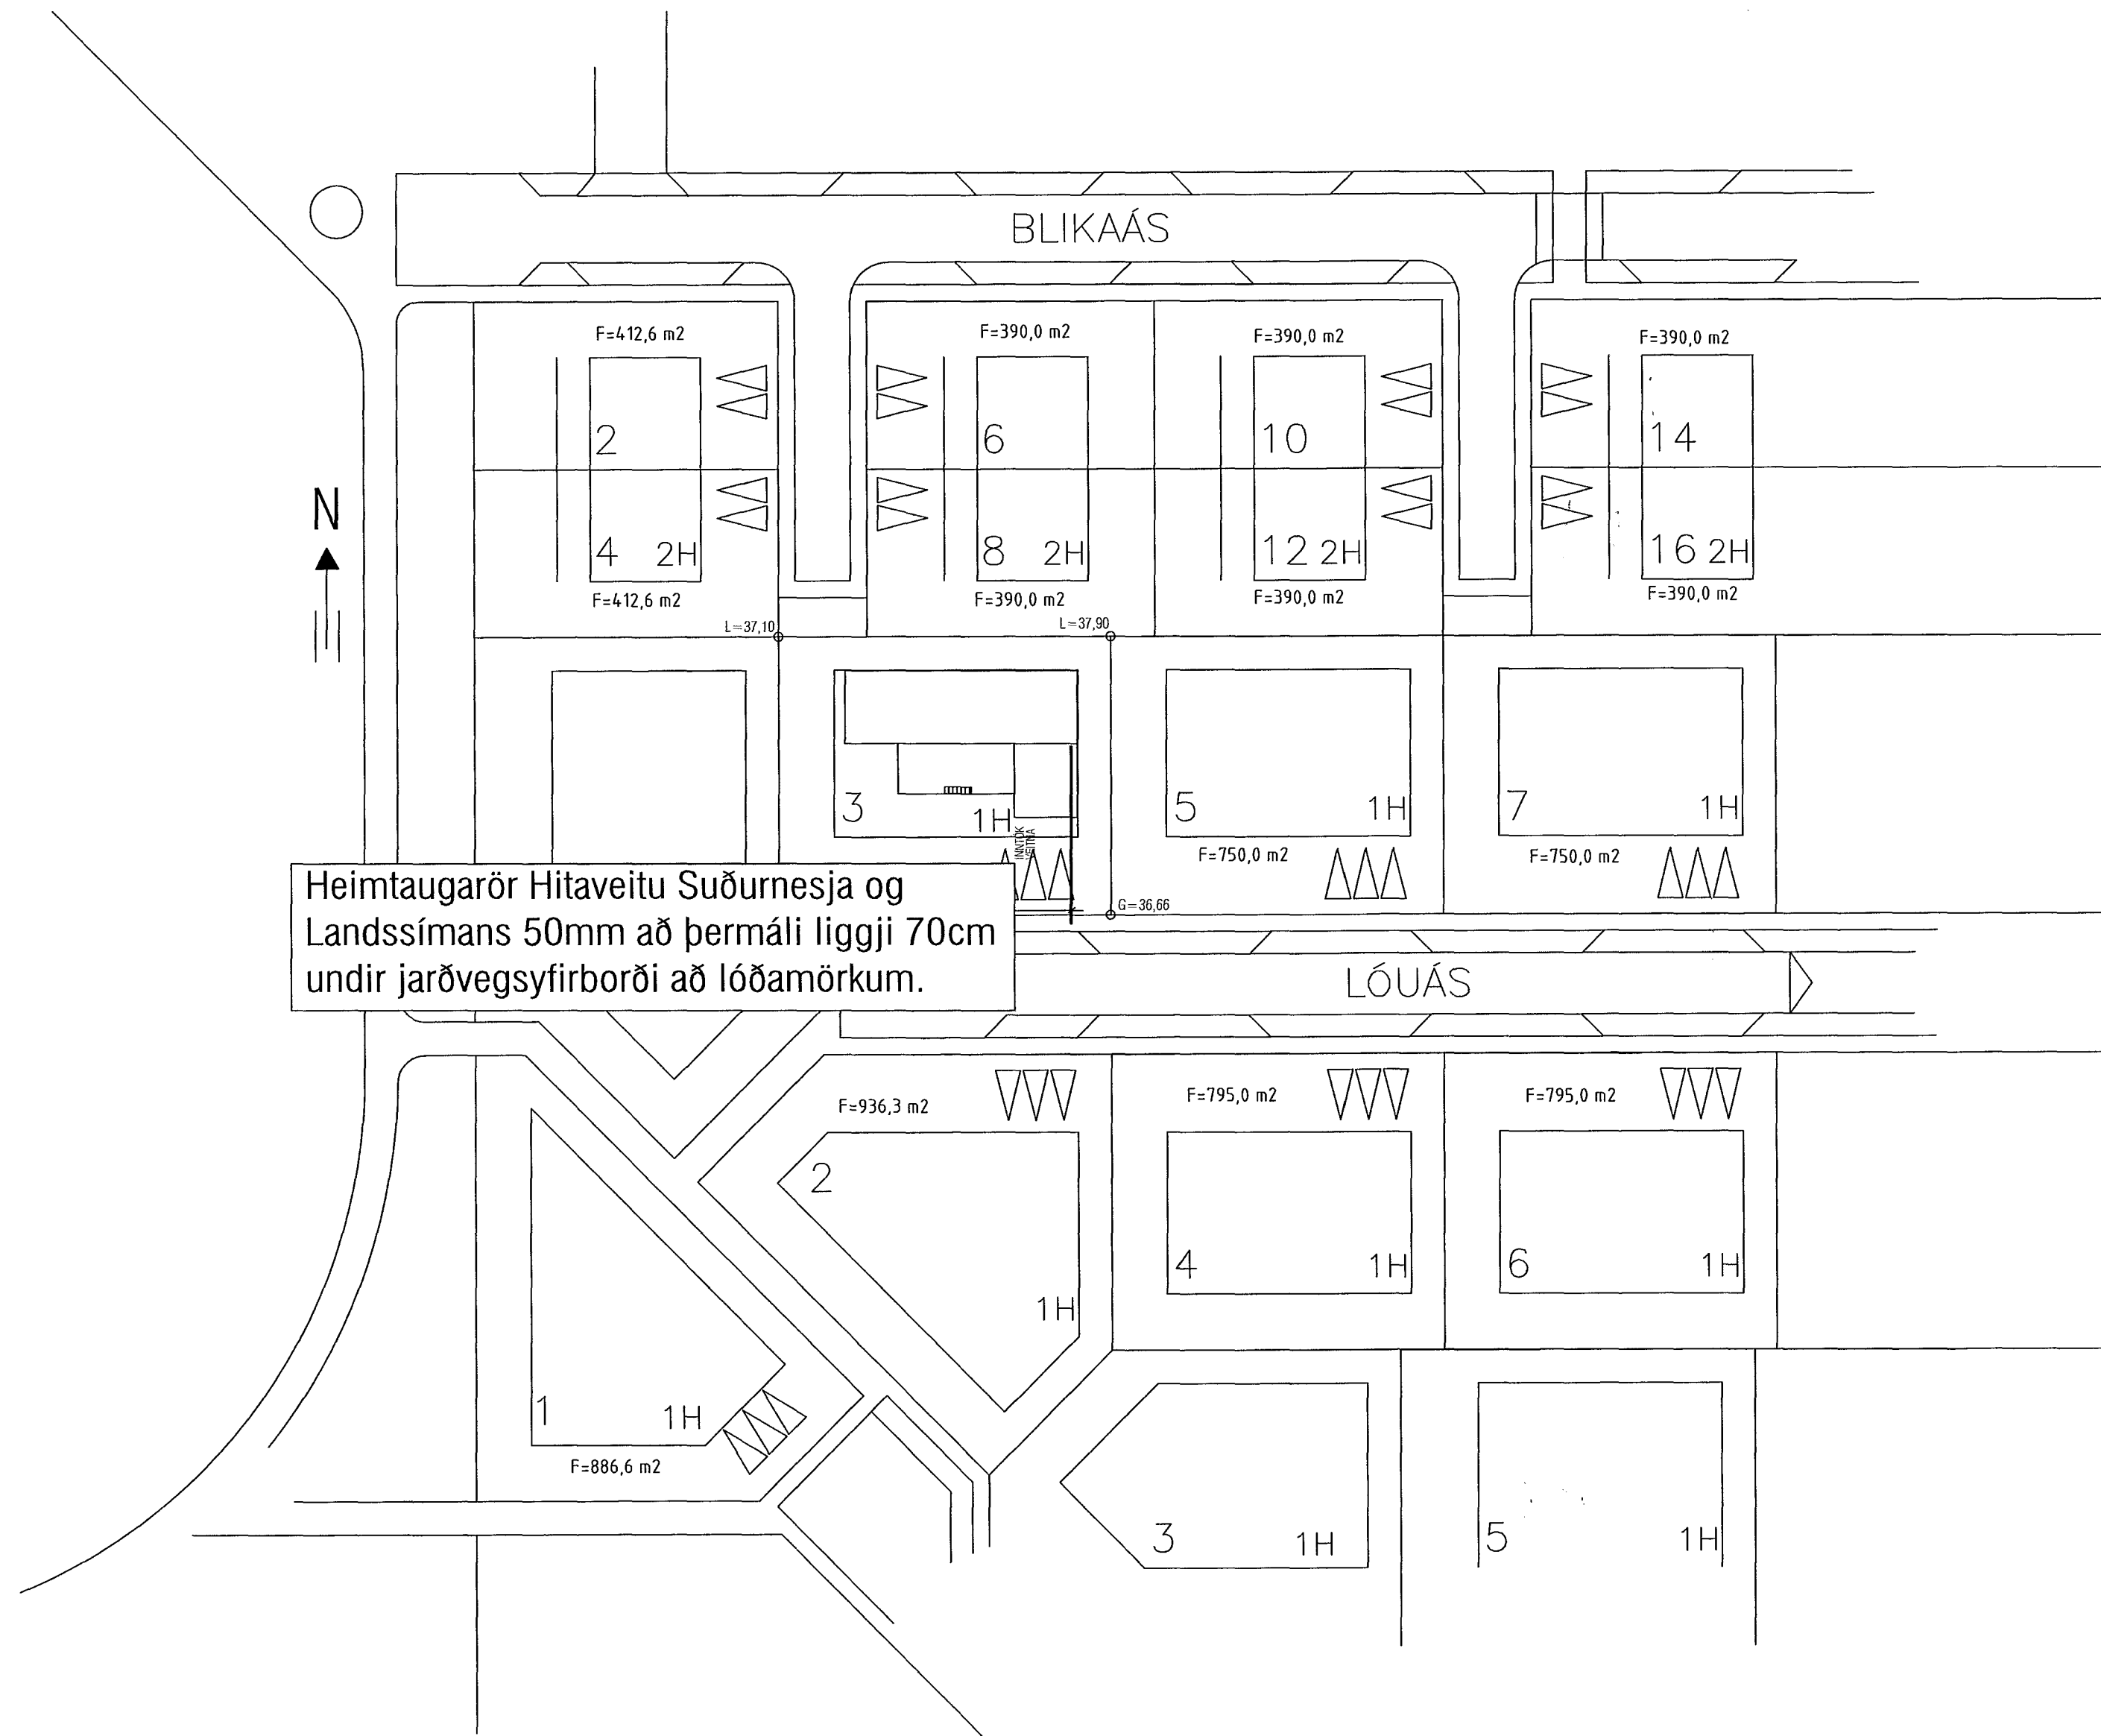 BLIKAÁS
F=412,6 m2
F=390,0 m2
F=390,0 m2
F=390,0 m2
2
6
10
14
N
4 2H
8 2H
12 2H
16 2H
F=412,6 m2
F=390,0 m2
F=390,0 m2
F=390,0 m2
L=37,10
L=37,90
3 1H
5 1H
7 1H
INNTÖK
VEITNA
F=750,0 m2
F=750,0 m2
G=36,66
Heimtaugarör Hitaveitu Suðurnesja og
Landssímans 50mm að þermáli liggji 70cm
undir jarðvegsyfirborði að lóðamörkum.
LÓUÁS
F=936,3 m2
F=795,0 m2
F=795,0 m2
2
1H
4 1H
6 1H
1 1H
F=886,6 m2
3 1H
5 1H